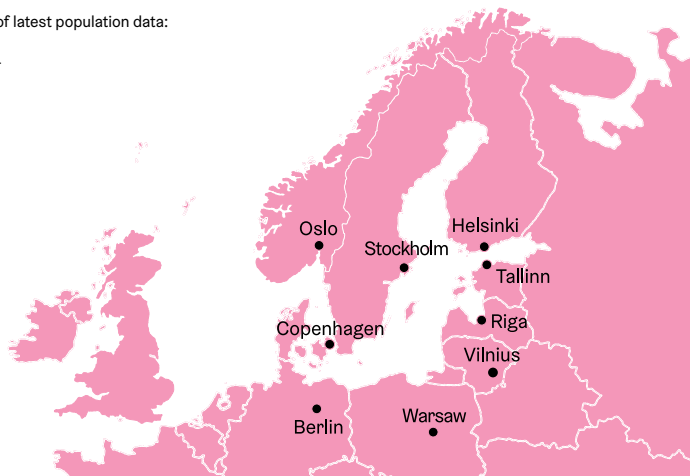 of latest population data:
Oslo
Helsinki
Stockholm
Tallinn
Riga
Copenhagen
Vilnius
Warsaw
Berlin